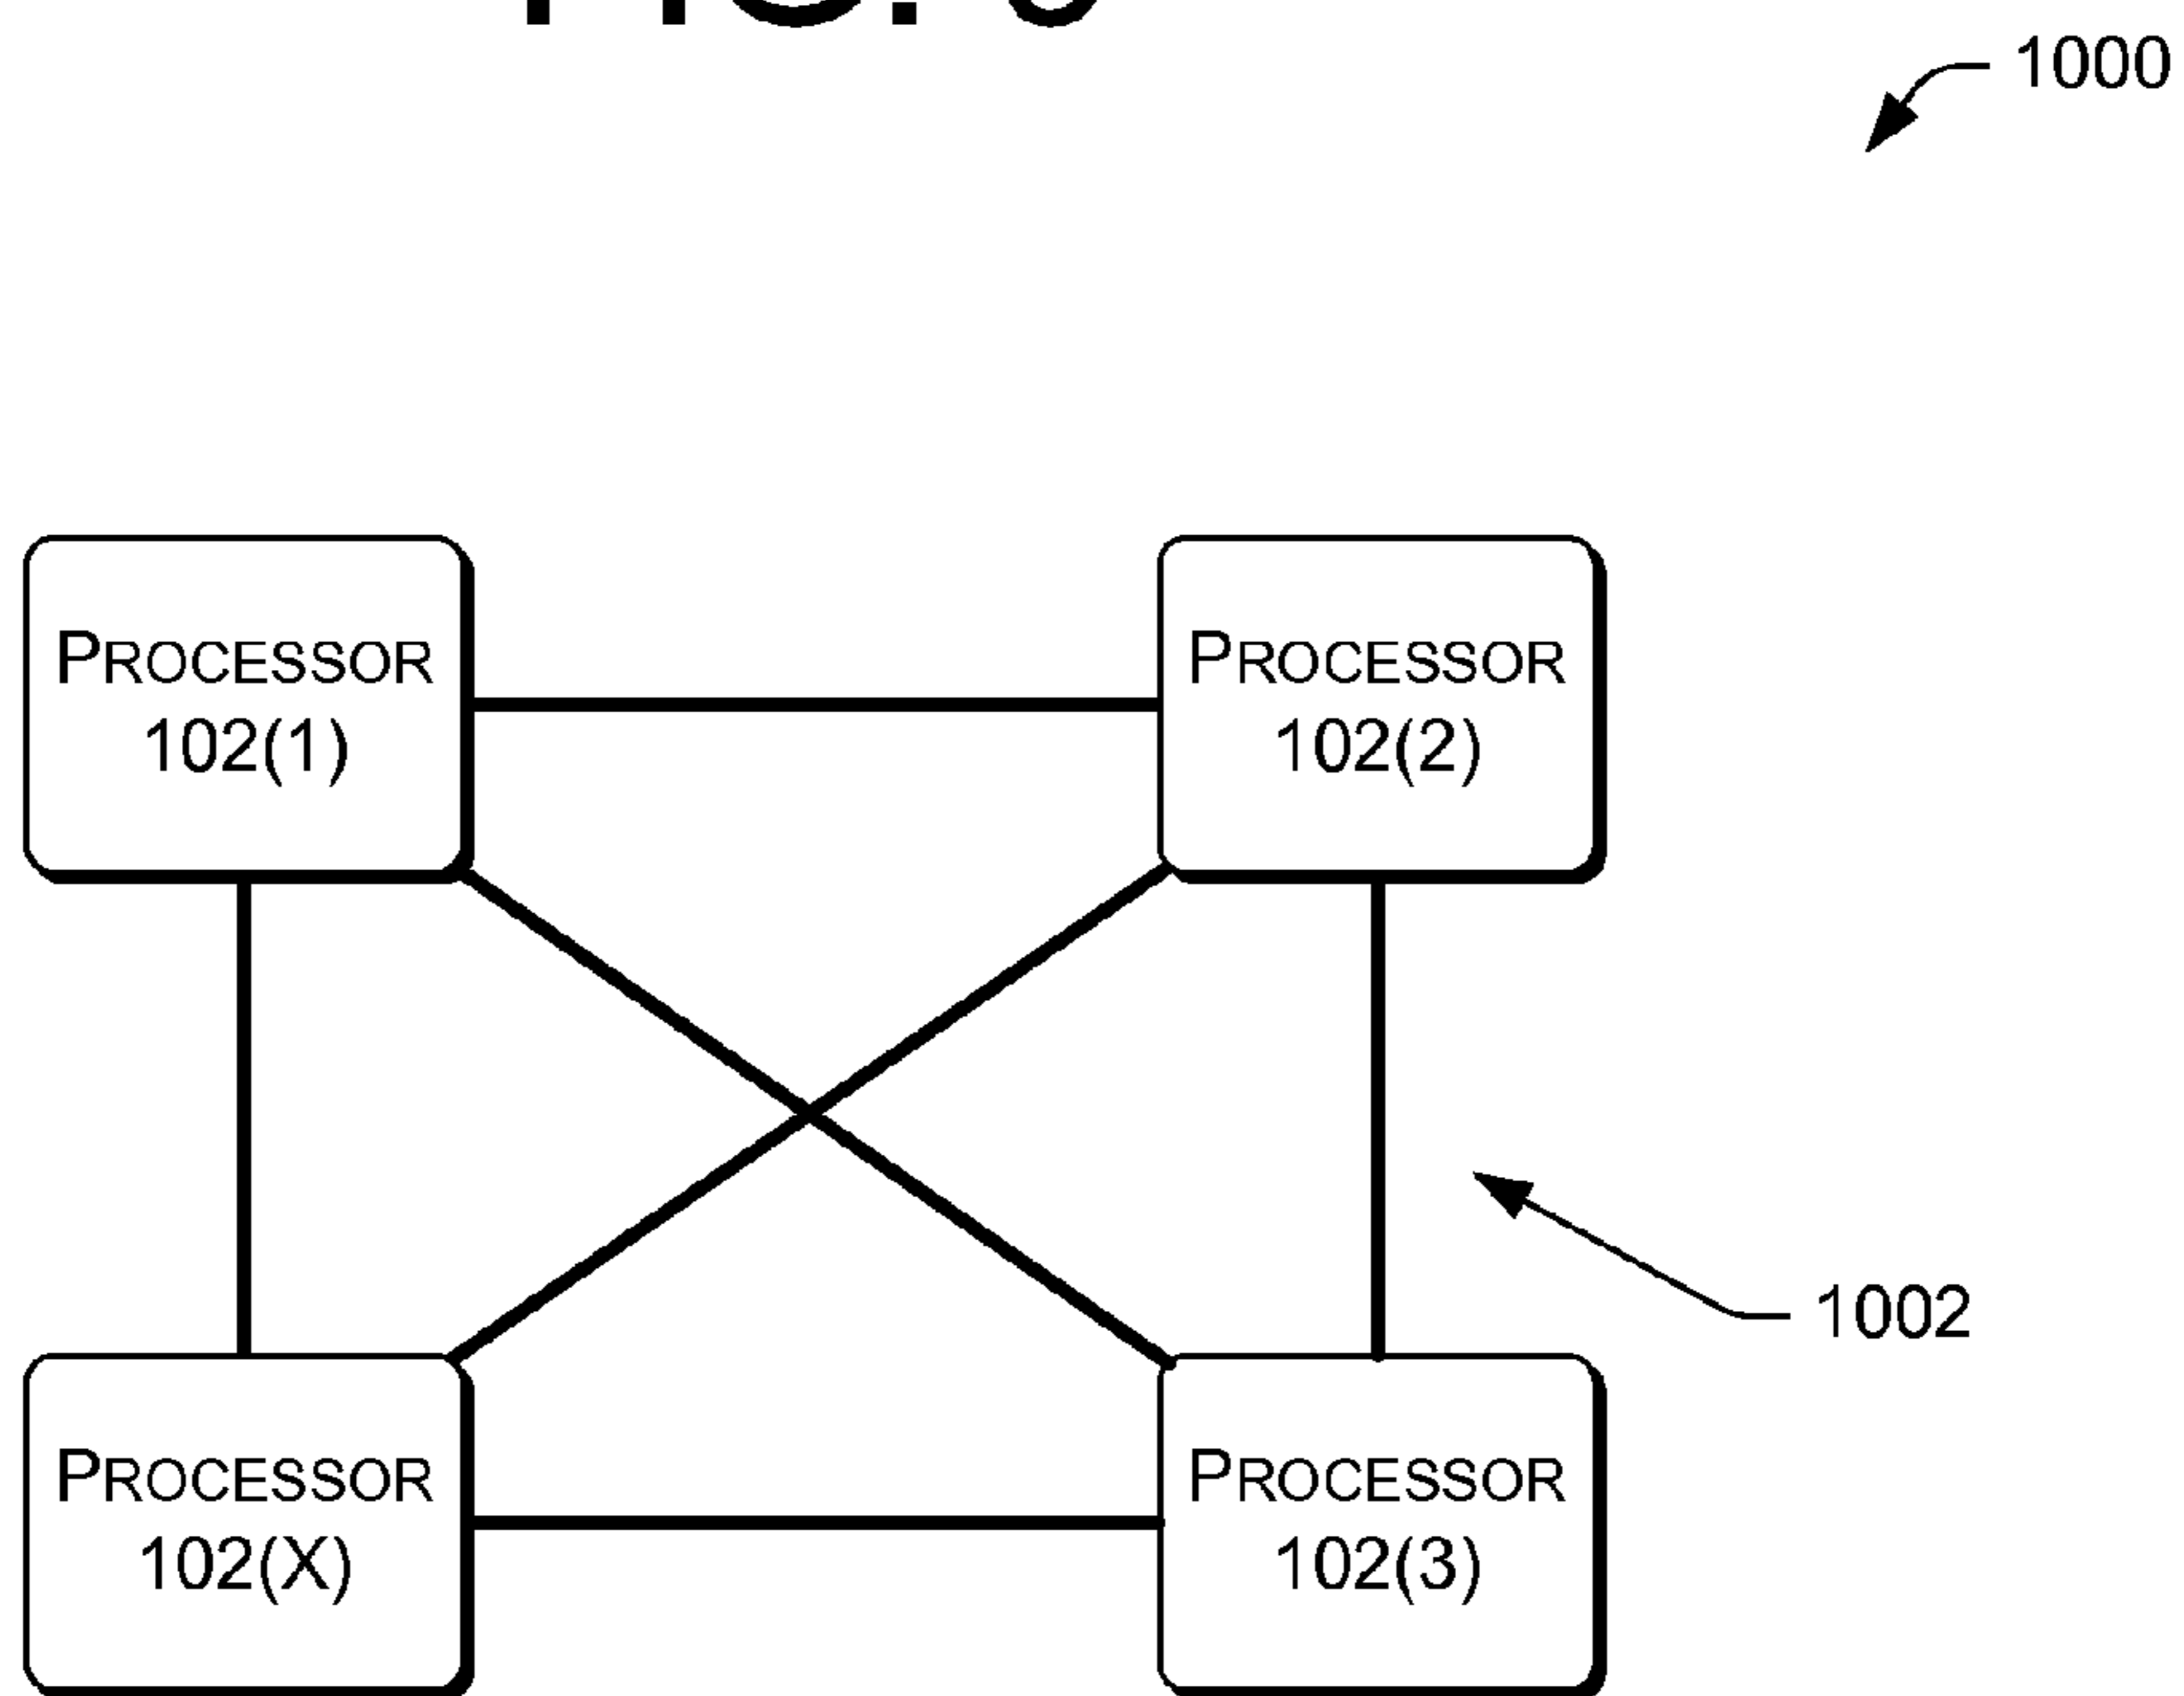 1000
PROCESSOR
102(1)
PROCESSOR
102(2)
1002
PROCESSOR
102(X)
PROCESSOR
102(3)